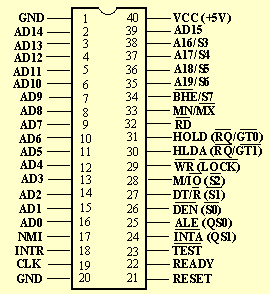 GND 1 40 VCC (+5V)
AD14 2 39 AD15
AD13 3 38 A16/S3
AD12 4 37 A17/S4
AD11 5 36 A18/S5
AD10 6 35 A19/S6
AD9 7 34 BHE/S7
AD8 8 33 MN/MX
AD7 9 32 RD
AD6 10 31 HOLD (RQ/GT0)
AD5 11 30 HLDA (RQ/GT1)
AD4 12 29 WR (LOCK)
AD3 13 28 M/IO (S2)
AD2 14 27 DT/R (S1)
AD1 15 26 DEN (S0)
AD0 16 25 ALE (QS0)
NMI 17 24 INTA (QS1)
INTR 18 23 TEST
CLK 19 22 READY
GND 20 21 RESET